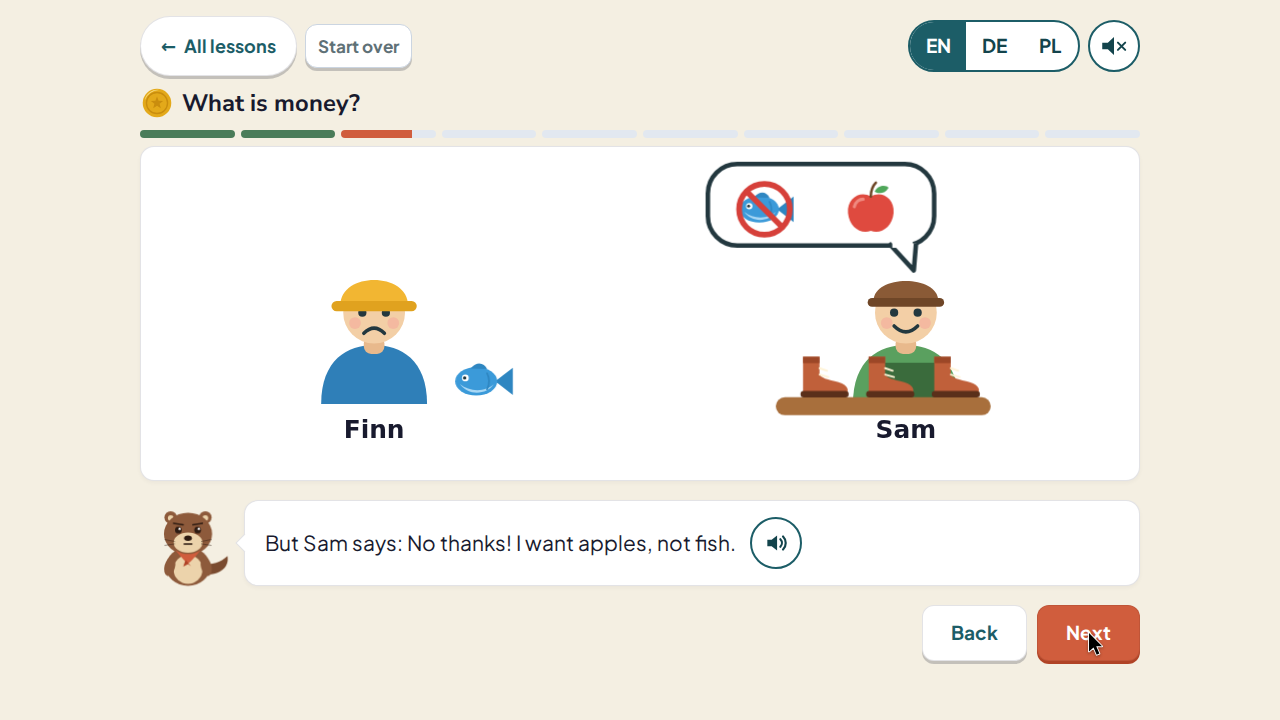 ← All lessons
Start over
EN DE PL
What is money?
Finn
Sam
But Sam says: No thanks! I want apples, not fish.
Back
Next